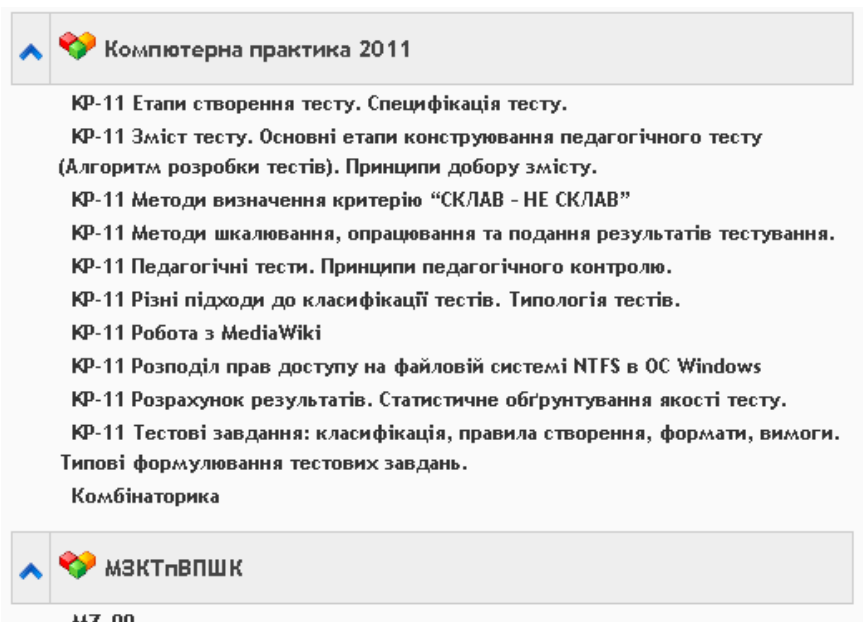 Компютерна практика 2011
КР-11 Етапи створення тесту. Специфікація тесту.
КР-11 Зміст тесту. Основні етапи конструювання педагогічного тесту
(Алгоритм розробки тестів). Принципи добору змісту.
КР-11 Методи визначення критерію “СКЛАВ - НЕ СКЛАВ”
КР-11 Методи шкалювання, опрацювання та подання результатів тестування.
КР-11 Педагогічні тести. Принципи педагогічного контролю.
КР-11 Різні підходи до класифікації тестів. Типологія тестів.
КР-11 Робота з MediaWiki
КР-11 Розподіл прав доступу на файловій системі NTFS в ОС Windows
КР-11 Розрахунок результатів. Статистичне обґрунтування якості тесту.
КР-11 Тестові завдання: класифікація, правила створення, формати, вимоги.
Типові формулювання тестових завдань.
Комбінаторика
МЗКТпВПШК